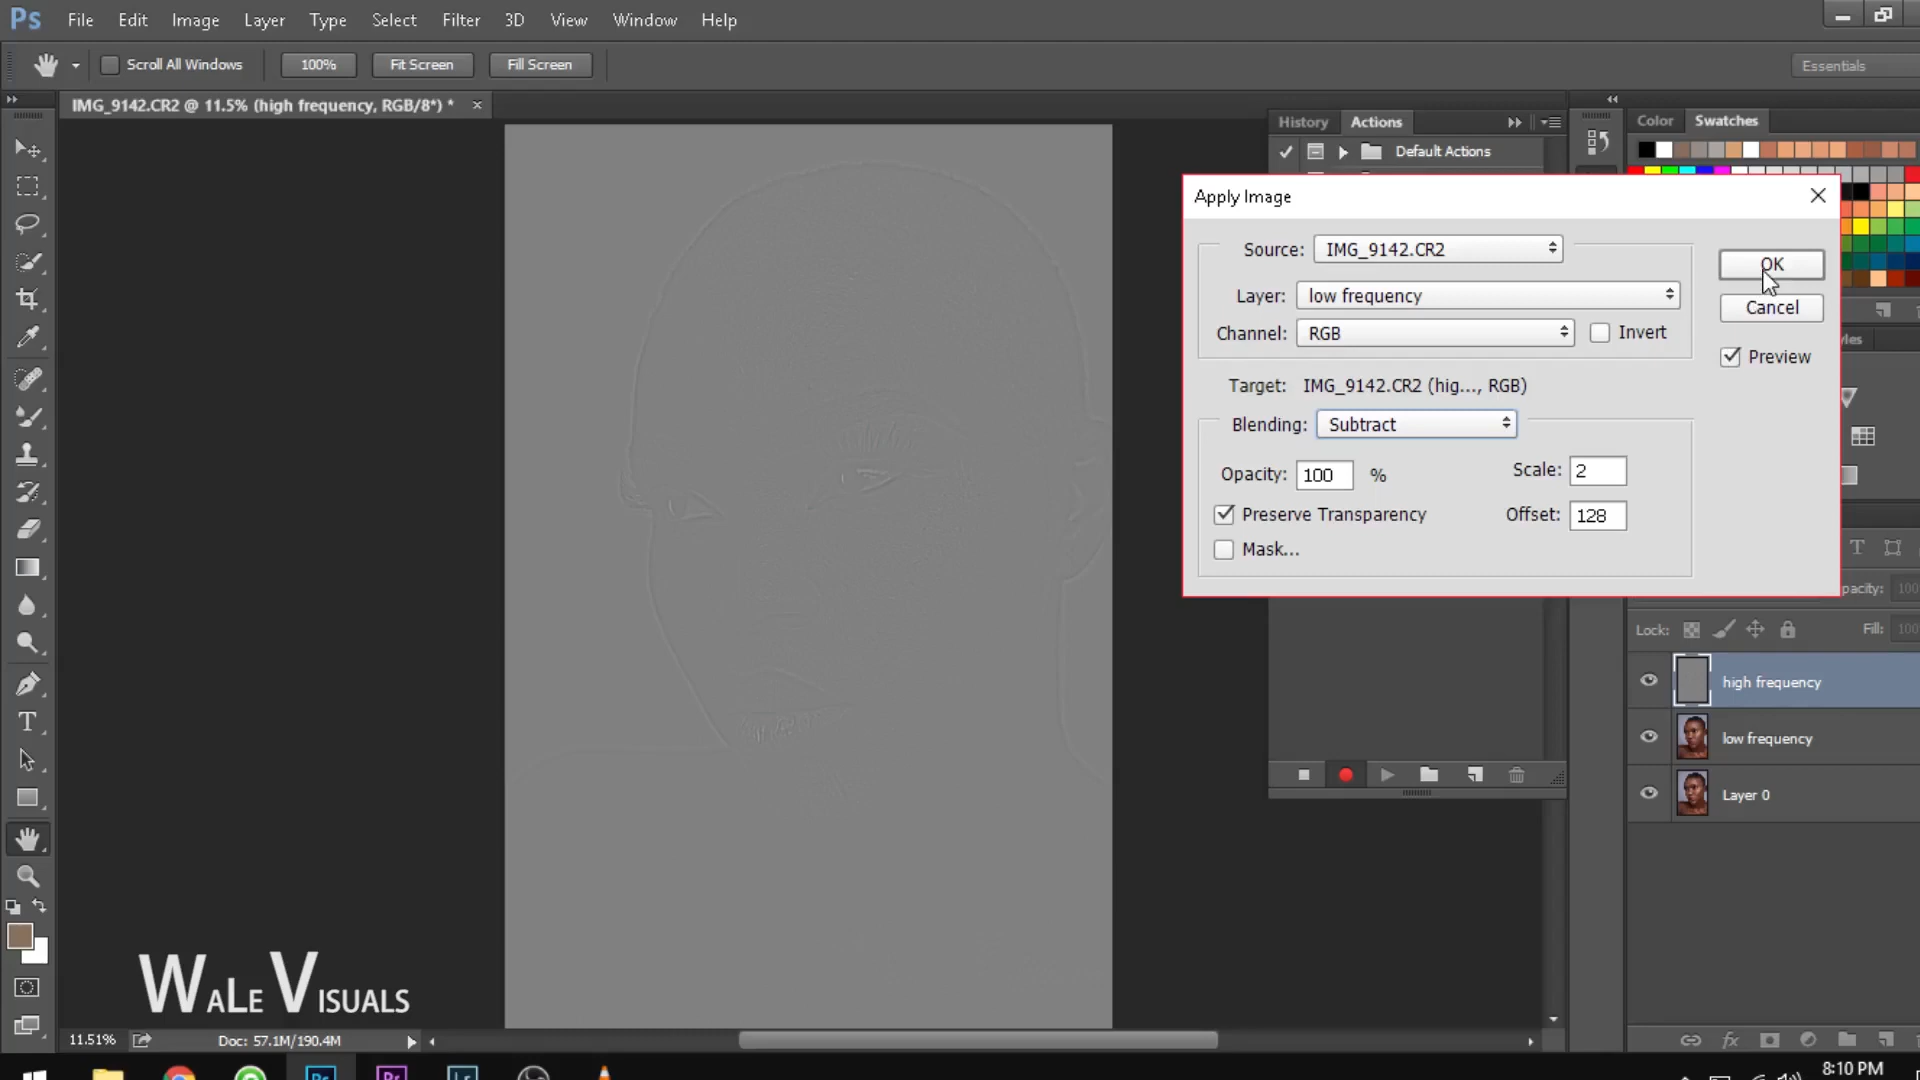 Ps File Edit Image Layer Type Select Filter 3D View Window Help
Scroll All Windows 100% Fit Screen Fill Screen Essentials
IMG_9142.CR2 @ 11.5% (high frequency, RGB/8*) * ×
History Actions
Color Swatches
Default Actions
Apply Image
Source: IMG_9142.CR2
OK
Layer: low frequency
Cancel
Channel: RGB Invert
Preview
Target: IMG_9142.CR2 (hig..., RGB)
Blending: Subtract
Opacity: 100 % Scale: 2
Preserve Transparency Offset: 128
Mask...
Lock: Fill:
high frequency
low frequency
Layer 0
WALE VISUALS
11.51% Doc: 57.1M/190.4M
8:10 PM